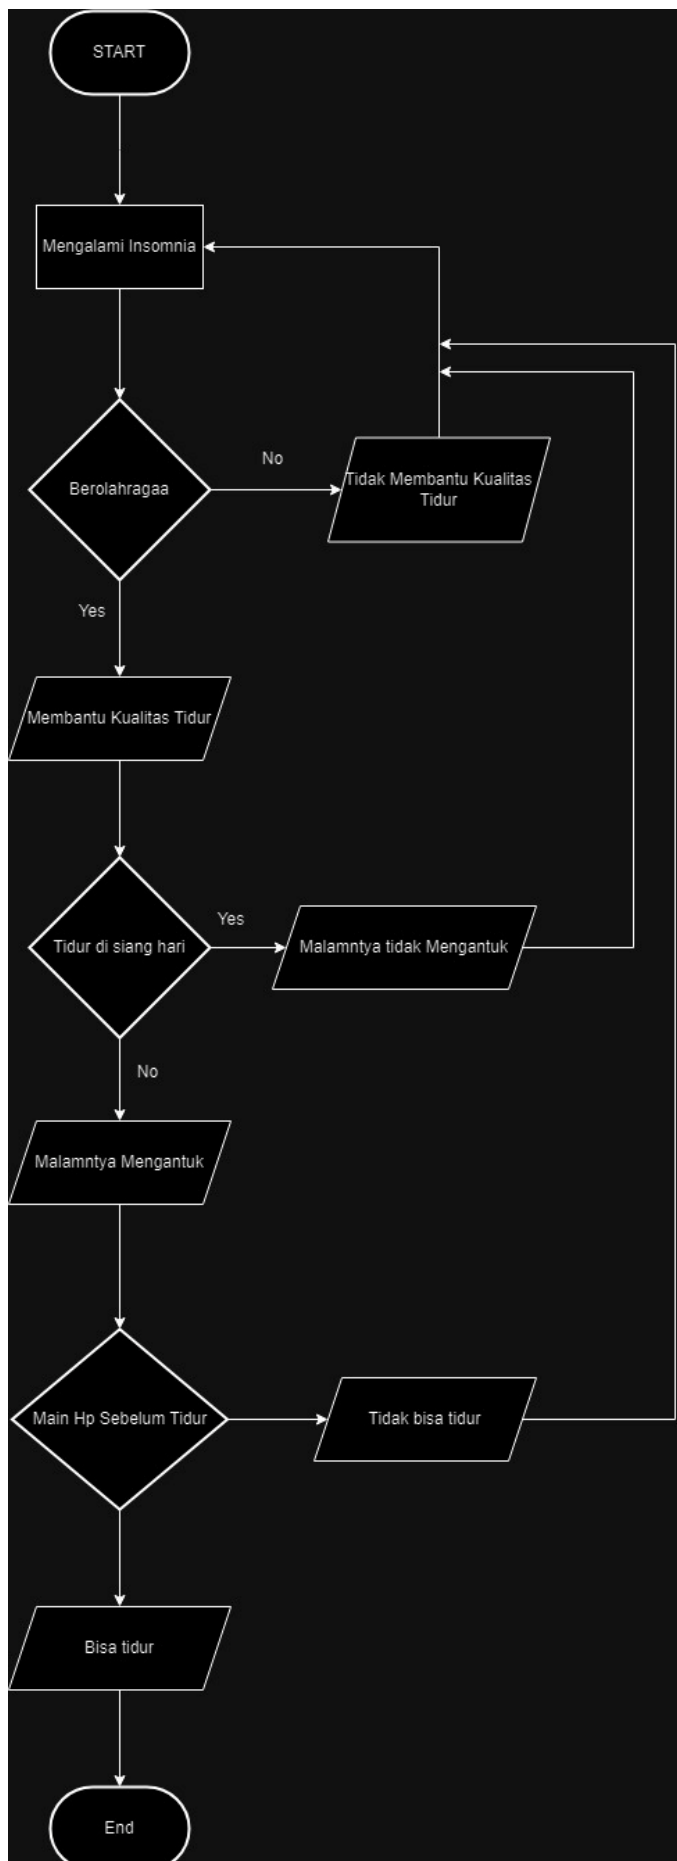 START
Mengalami Insomnia
Berolahragaa
No
Tidak Membantu Kualitas
Tidur
Yes
Membantu Kualitas Tidur
Tidur di siang hari
Yes
Malamntya tidak Mengantuk
No
Malamntya Mengantuk
Main Hp Sebelum Tidur
Tidak bisa tidur
Bisa tidur
End